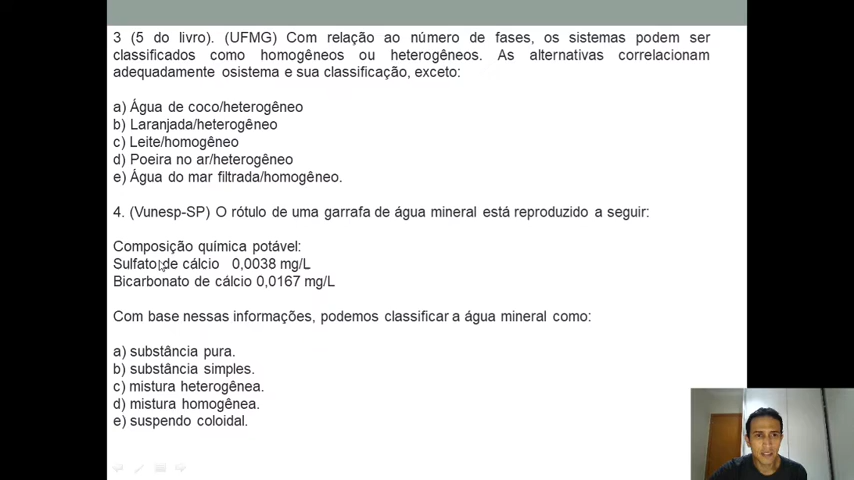 3 (5 do livro). (UFMG) Com relação ao número de fases, os sistemas podem ser
classificados como homogêneos ou heterogêneos. As alternativas correlacionam
adequadamente osistema e sua classificação, exceto:
a) Água de coco/heterogêneo
b) Laranjada/heterogêneo
c) Leite/homogêneo
d) Poeira no ar/heterogêneo
e) Água do mar filtrada/homogêneo.
4. (Vunesp-SP) O rótulo de uma garrafa de água mineral está reproduzido a seguir:
Composição química potável:
Sulfato de cálcio 0,0038 mg/L
Bicarbonato de cálcio 0,0167 mg/L
Com base nessas informações, podemos classificar a água mineral como:
a) substância pura.
b) substância simples.
c) mistura heterogênea.
d) mistura homogênea.
e) suspendo coloidal.